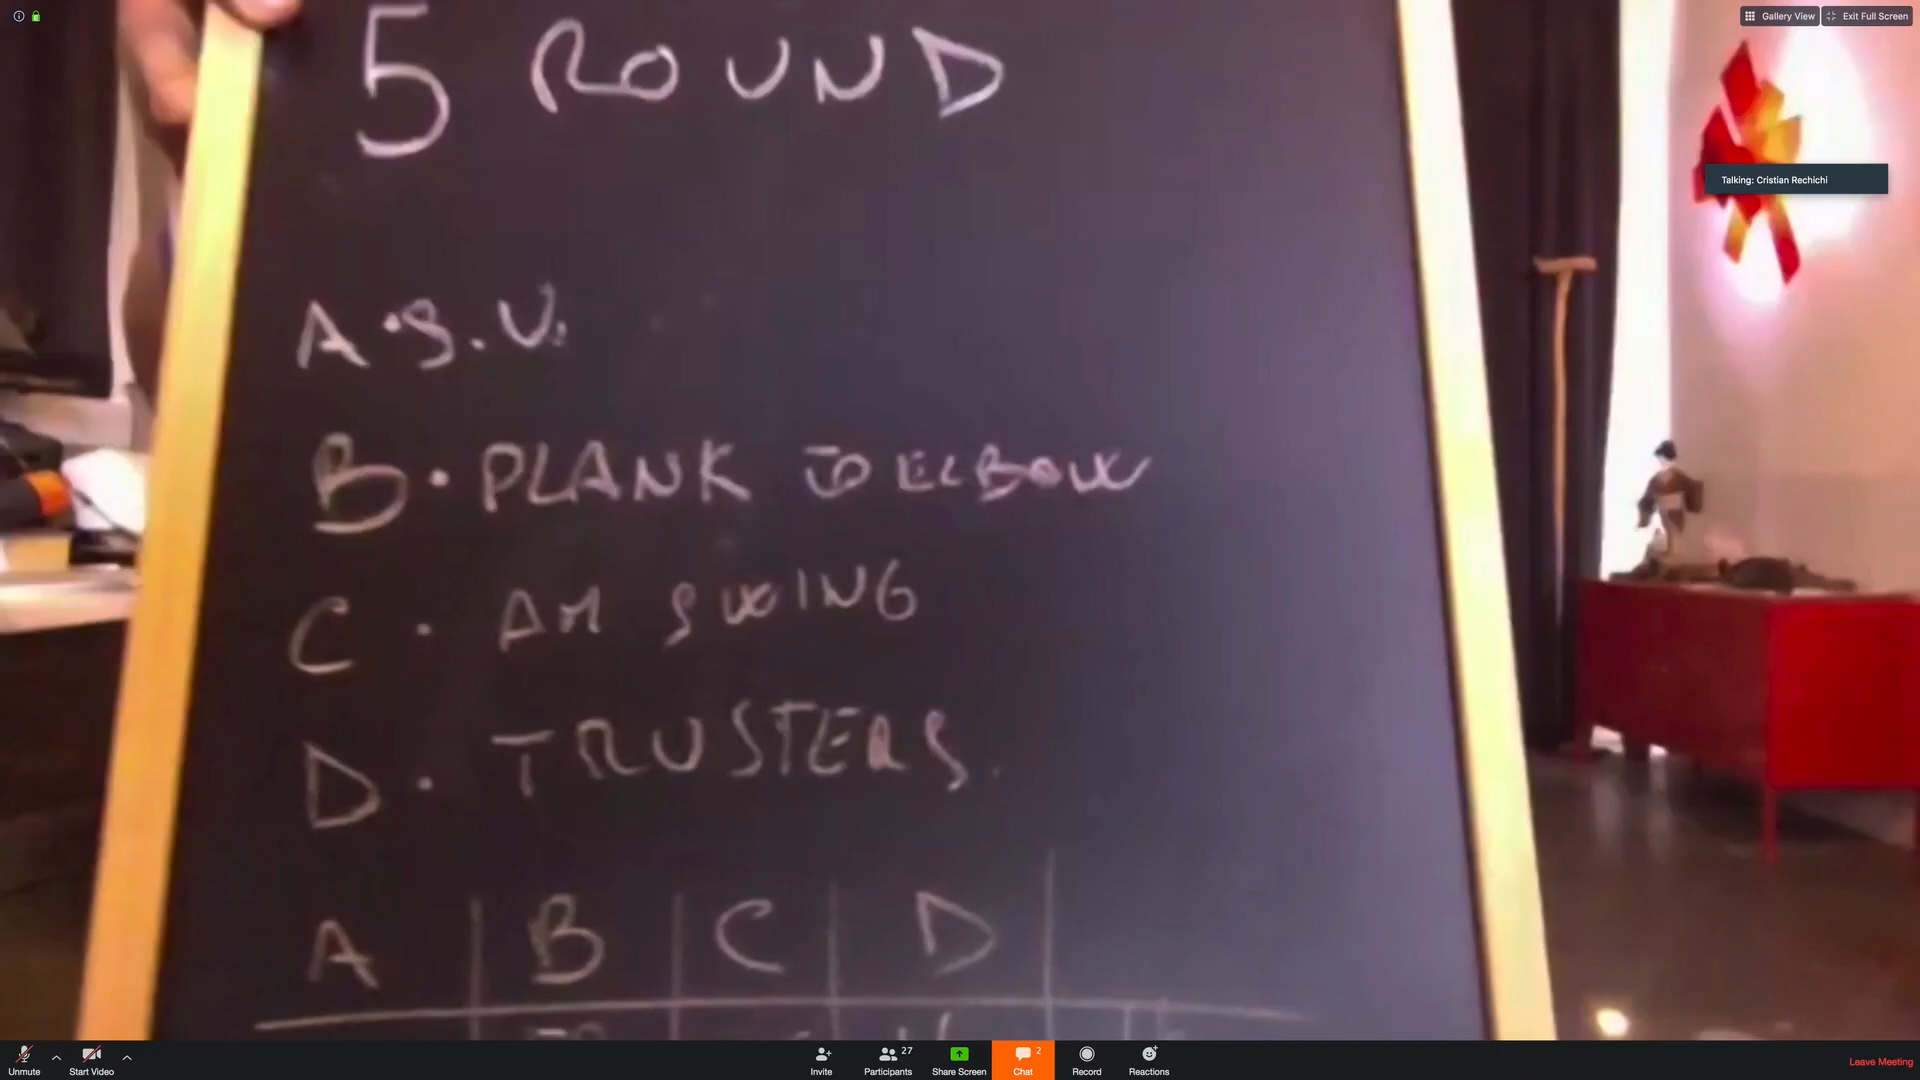 Gallery View Exit Full Screen
5 ROUND
Talking: Cristian Rechichi
A. S. U.
B. PLANK TO ELBOW
C. AM SWING
D. TRUSTERS.
A B C D
Unmute Start Video Invite Participants 27 Share Screen Chat 2 Record Reactions Leave Meeting